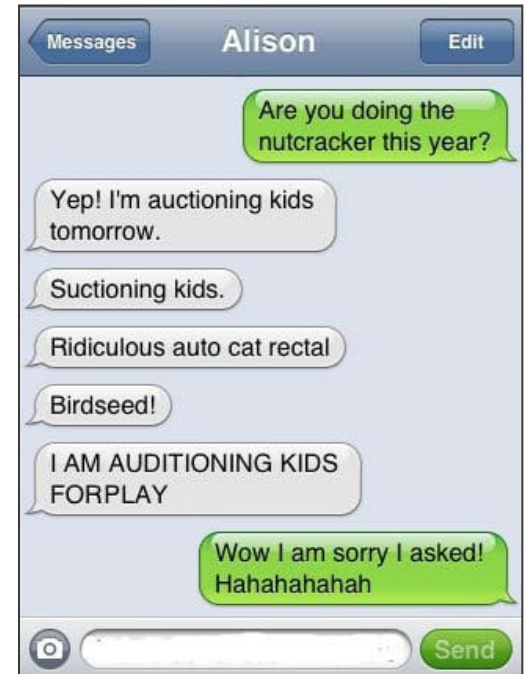 Messages
Alison
Edit
Are you doing the
nutcracker this year?
Yep! I'm auctioning kids
tomorrow.
Suctioning kids.
Ridiculous auto cat rectal
Birdseed!
I AM AUDITIONING KIDS
FORPLAY
Wow I am sorry I asked!
Hahahahahah
Send